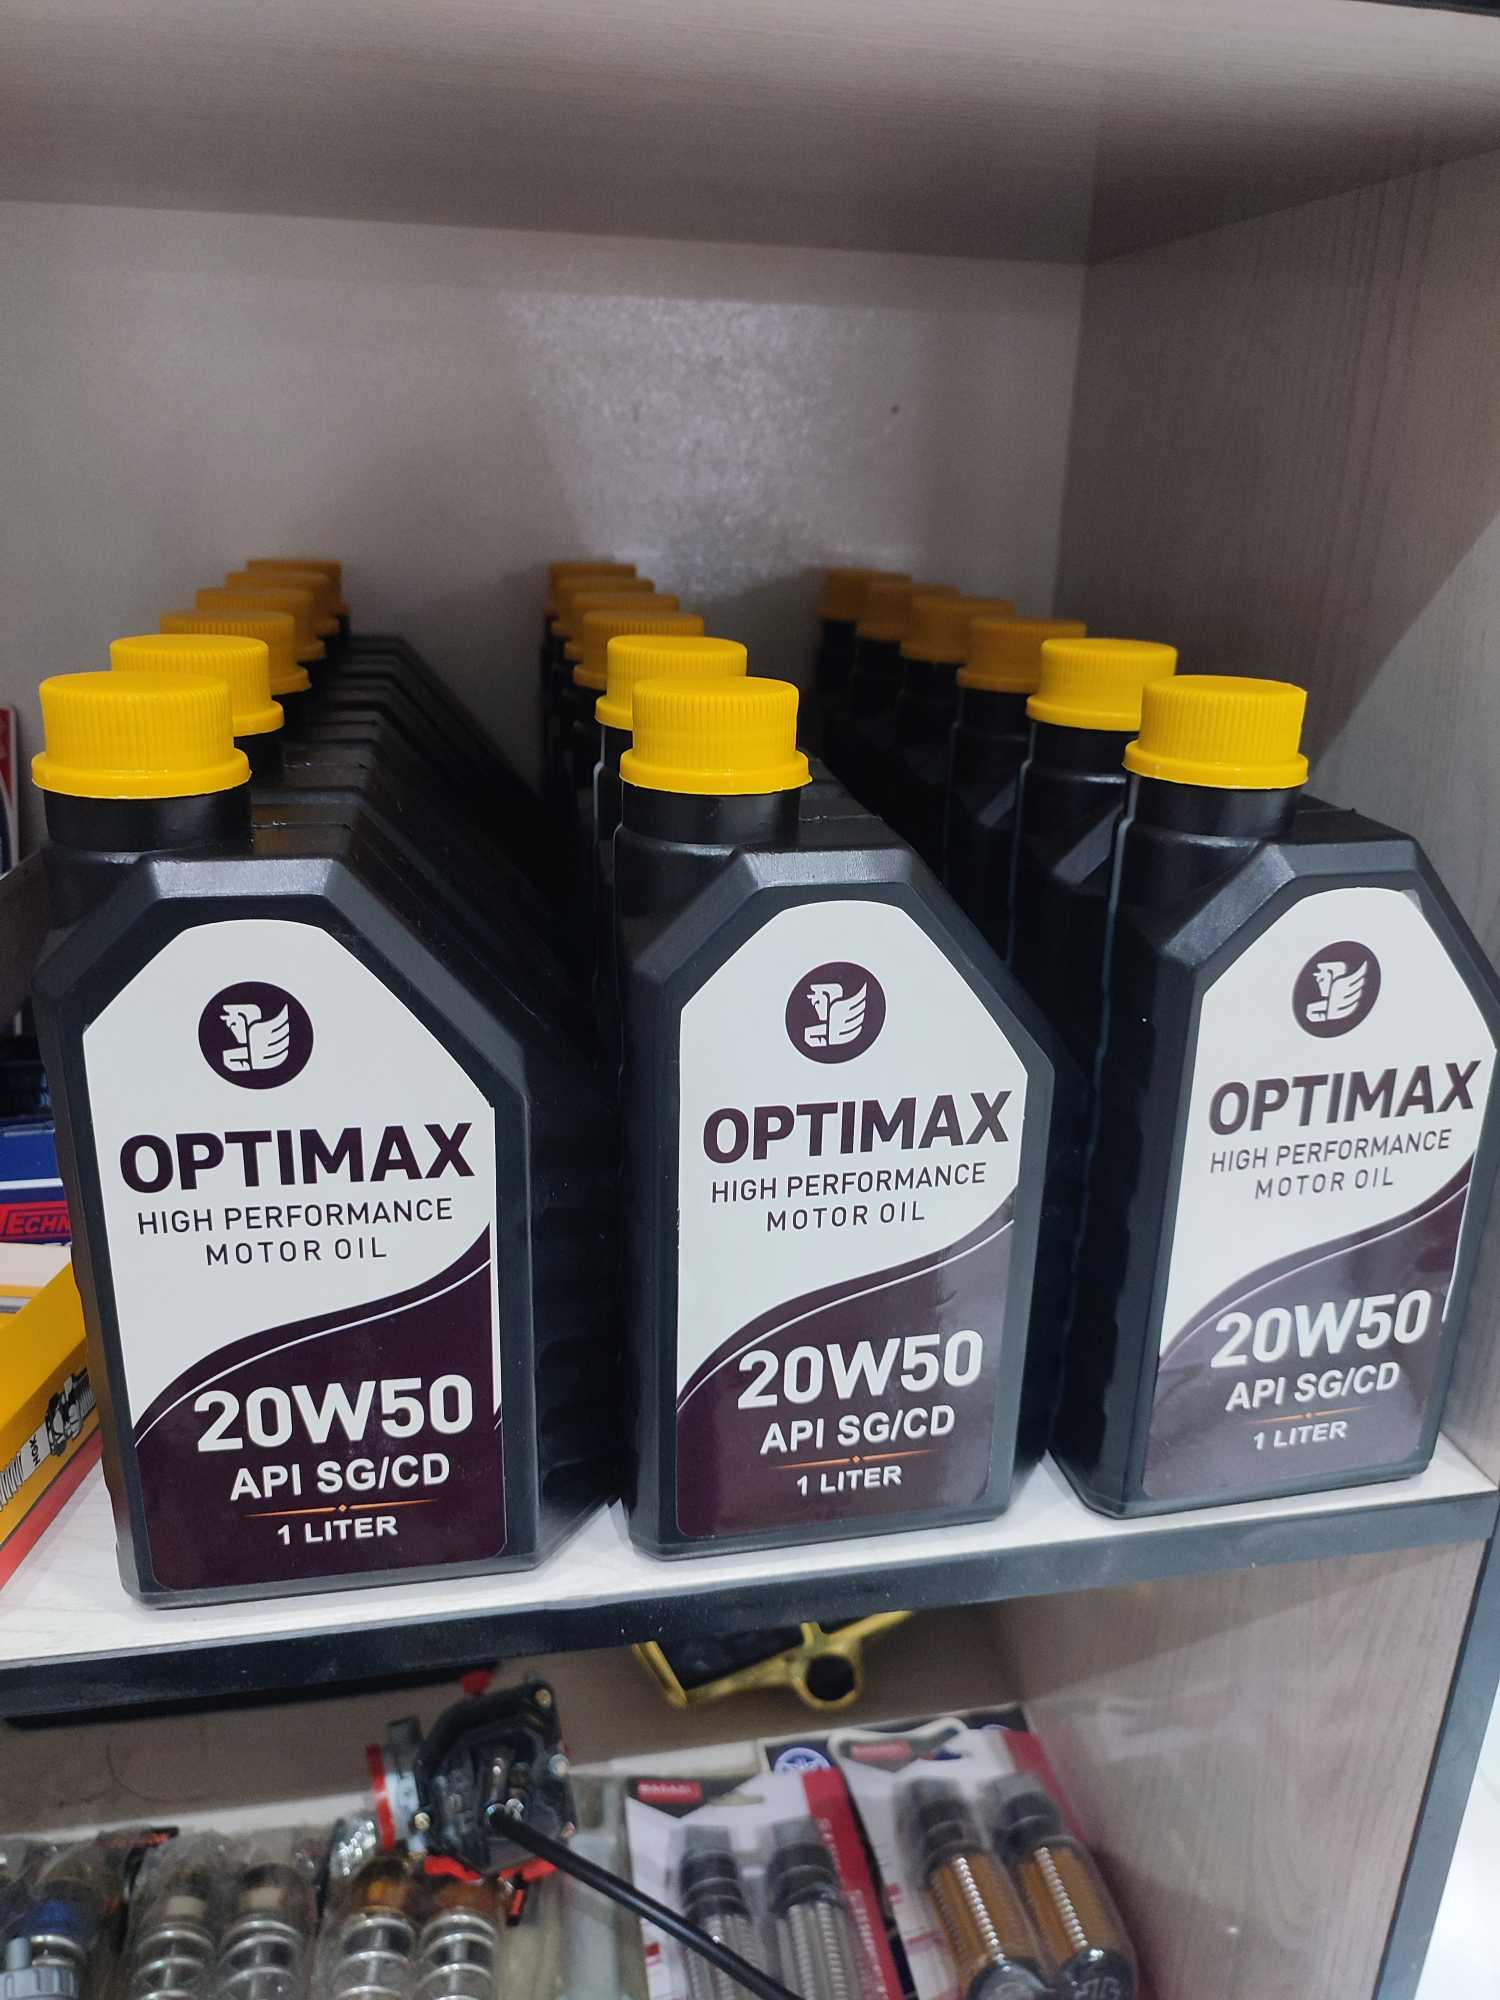 OPTIMAX
HIGH PERFORMANCE
MOTOR OIL
20W50
API SG/CD
1 LITER
OPTIMAX
HIGH PERFORMANCE
MOTOR OIL
20W50
API SG/CD
1 LITER
OPTIMAX
HIGH PERFORMANCE
MOTOR OIL
20W50
API SG/CD
1 LITER
NGK